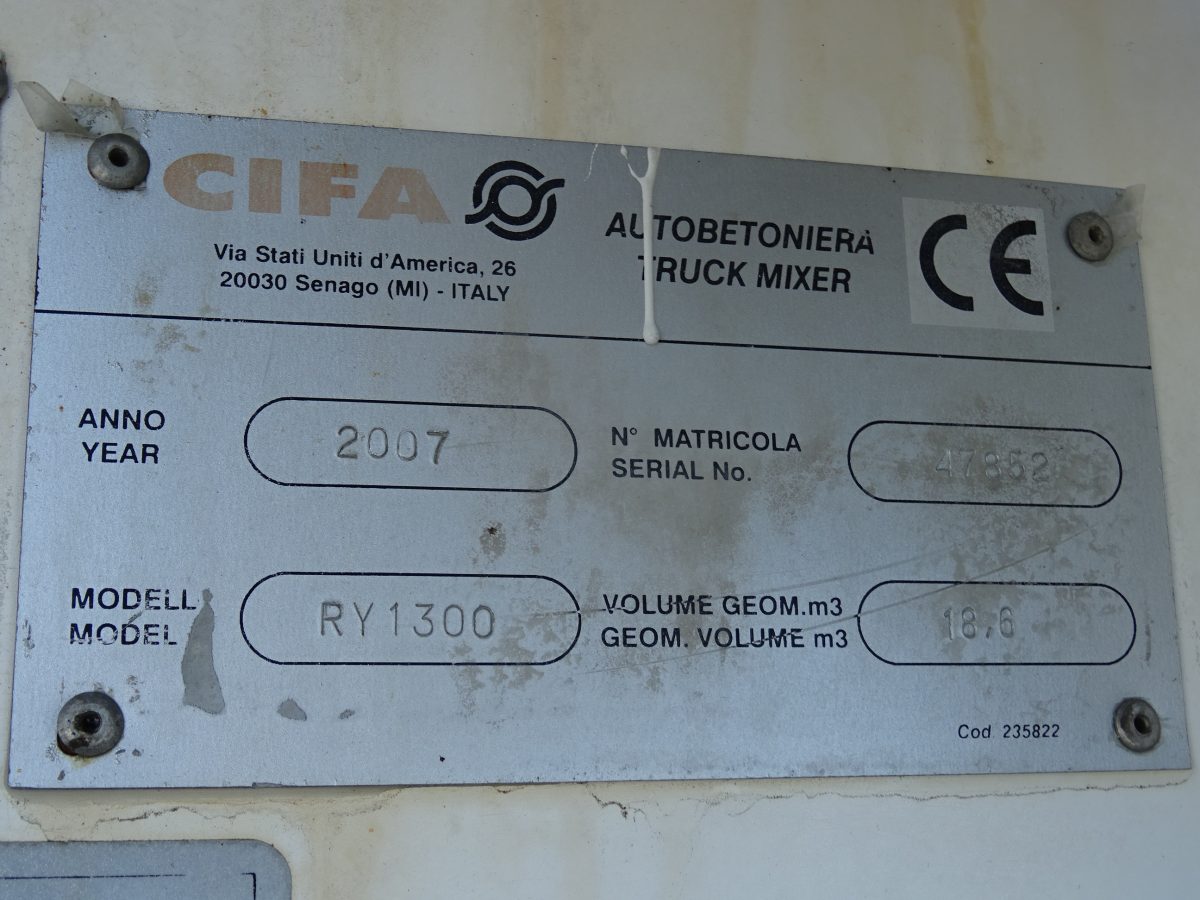 CIFA
Via Stati Uniti d'America, 26
20030 Senago (MI) - ITALY
AUTOBETONIERA
TRUCK MIXER
CE
ANNO
YEAR
2007
N° MATRICOLA
SERIAL No.
47852
MODELL
MODEL
RY1300
VOLUME GEOM.m3
GEOM. VOLUME m3
18,6
Cod 235822